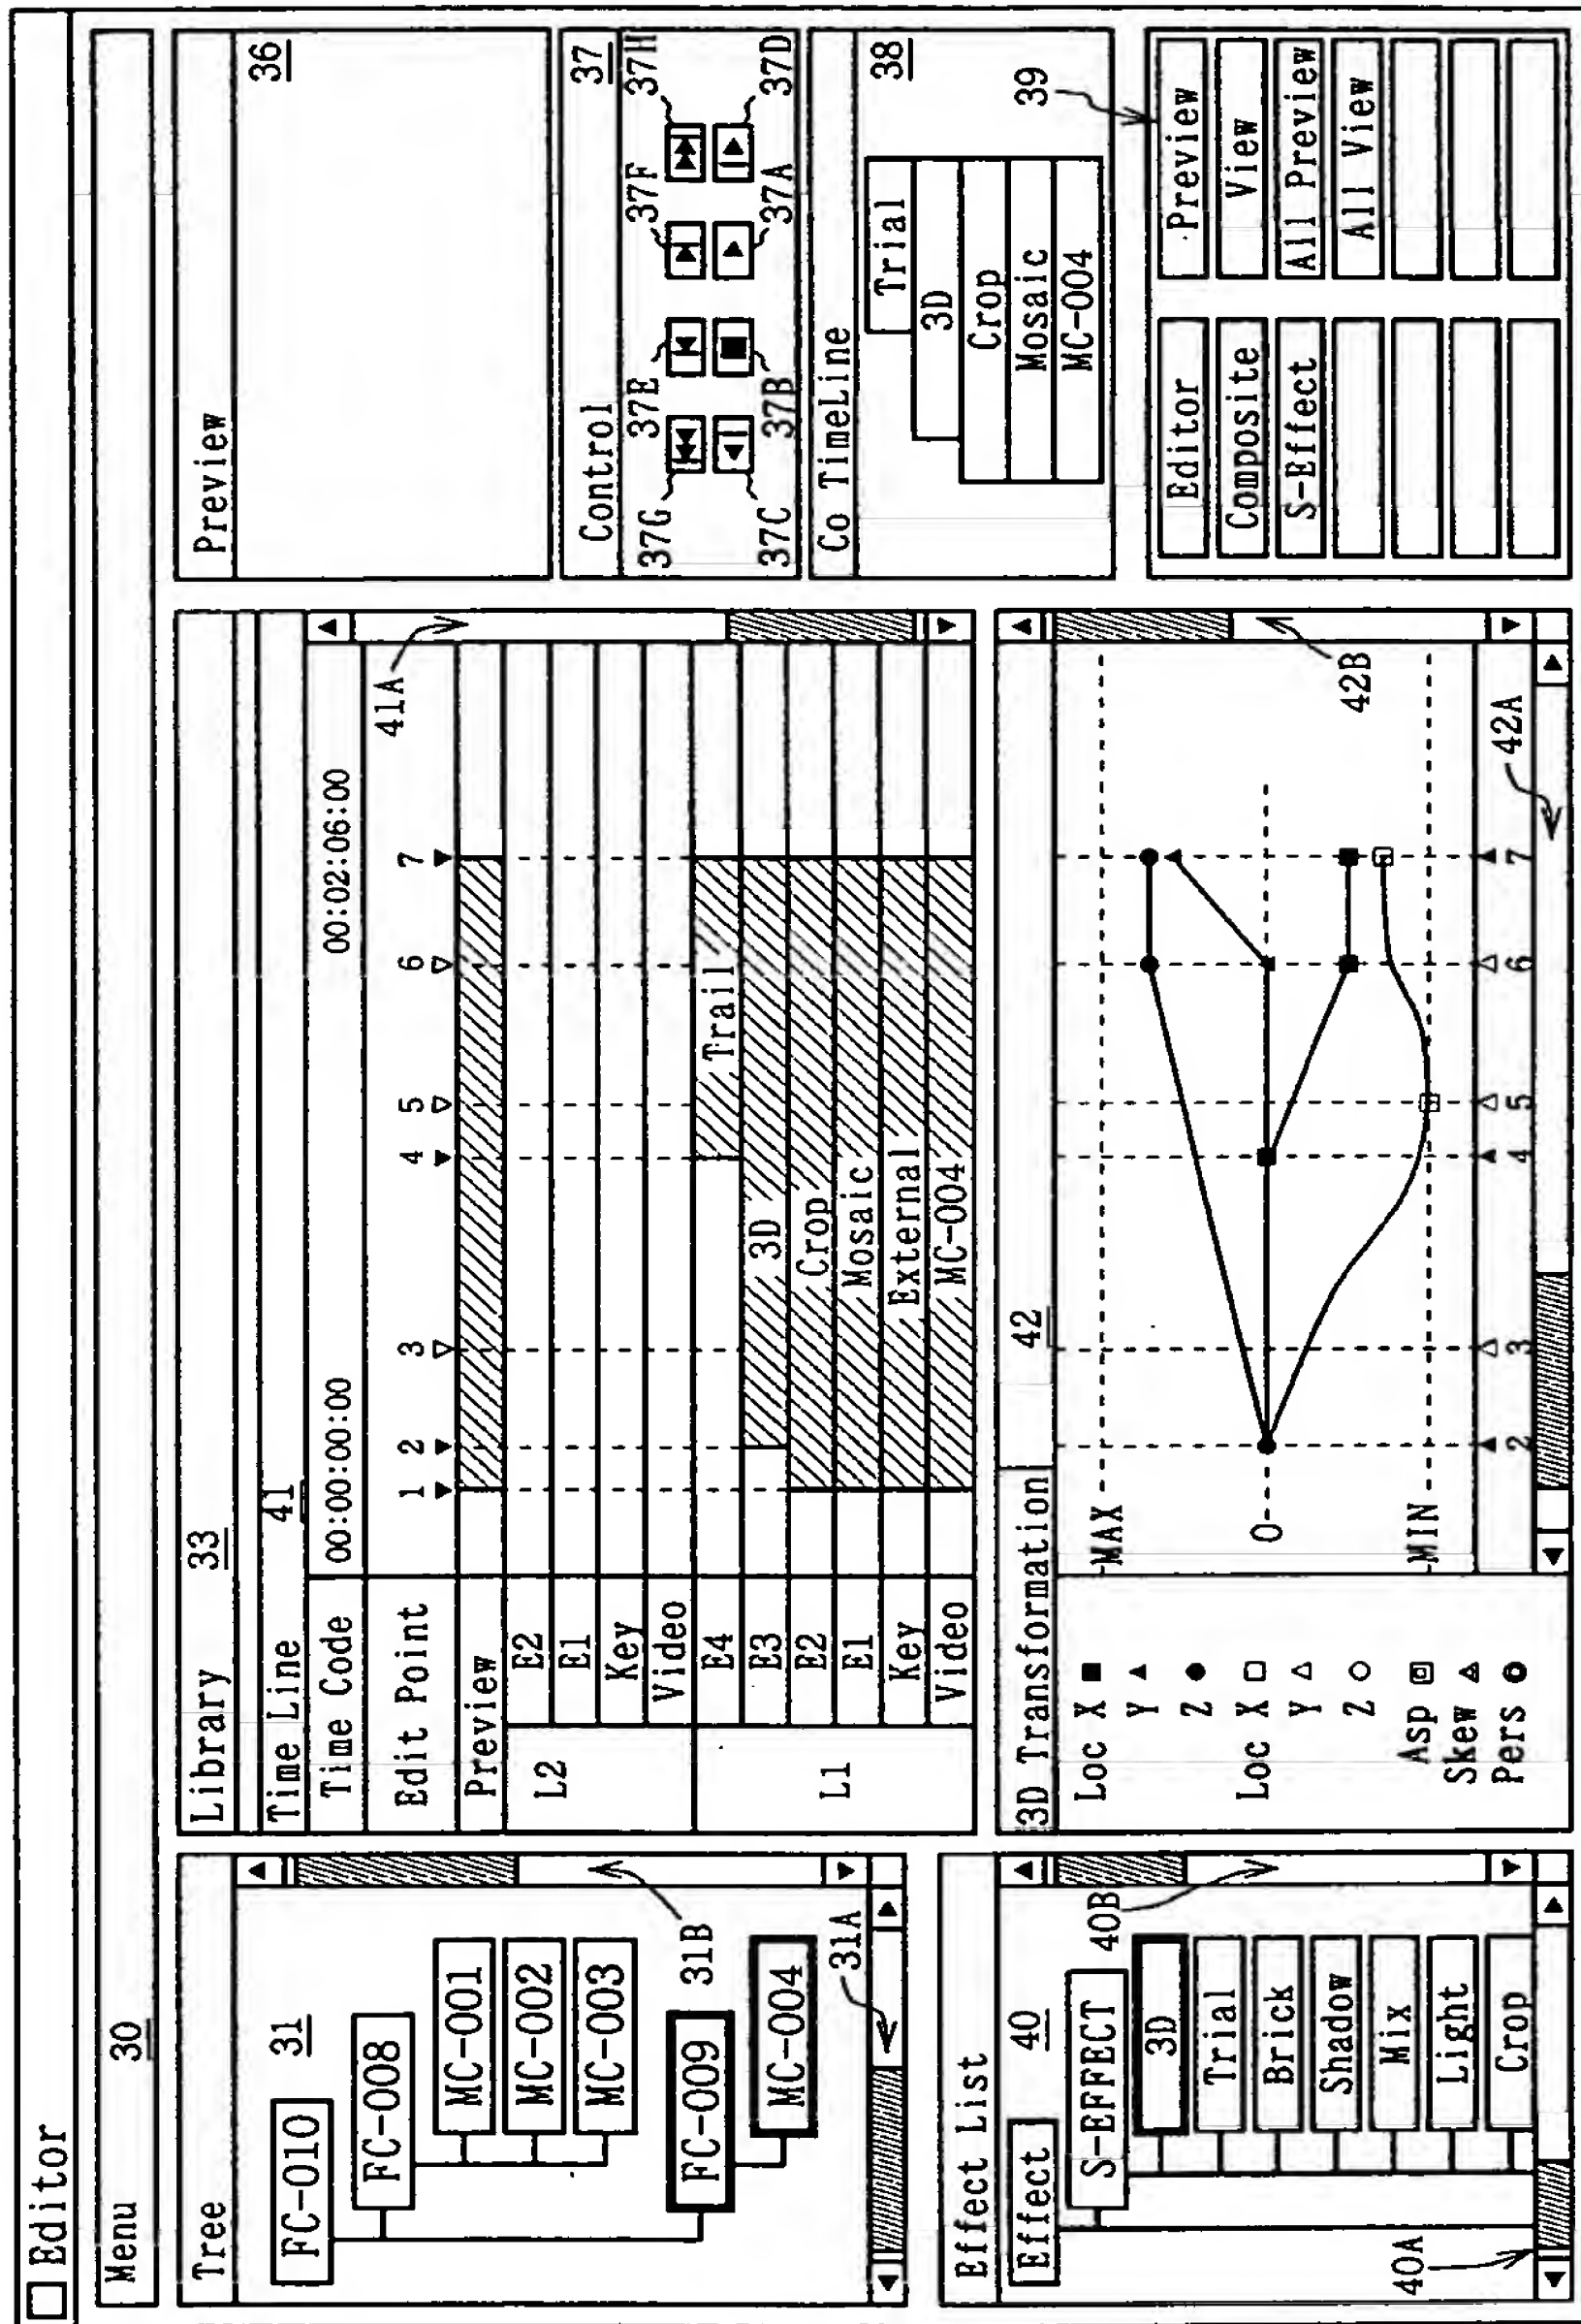 Editor
Menu
30
Tree
31
FC-010
FC-008
MC-001
MC-002
MC-003
FC-009
MC-004
31B
31A
Effect List
40
Effect
S-EFFECT
40B
3D
Trial
Brick
Shadow
Mix
Light
Crop
40A
Library
33
Time Line
41
Time Code
00:00:00:00
00:02:06:00
Edit Point
1 2 3 4 5 6 7
41A
Preview
L2
E2
E1
Key
Video
L1
E4
Trail
E3
3D
E2
Crop
E1
Mosaic
Key
External
Video
MC-004
3D Transformation
42
Loc X
Y
Z
Loc X
Y
Z
Asp
Skew
Pers
MAX
0
MIN
2 3 4 5 6 7
42B
42A
Preview
36
Control
37
37G 37E 37F 37H
37C 37B 37A 37D
Co TimeLine
38
Trial
3D
Crop
Mosaic
MC-004
39
Editor
Preview
Composite
View
S-Effect
All Preview
All View